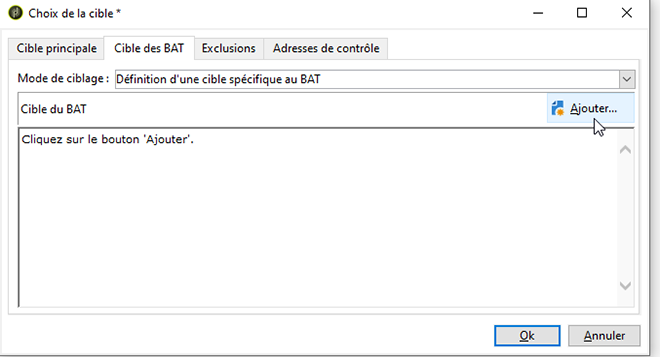 Choix de la cible *
Cible principale Cible des BAT Exclusions Adresses de contrôle
Mode de ciblage : Définition d'une cible spécifique au BAT
Cible du BAT Ajouter...
Cliquez sur le bouton 'Ajouter'.
Ok Annuler